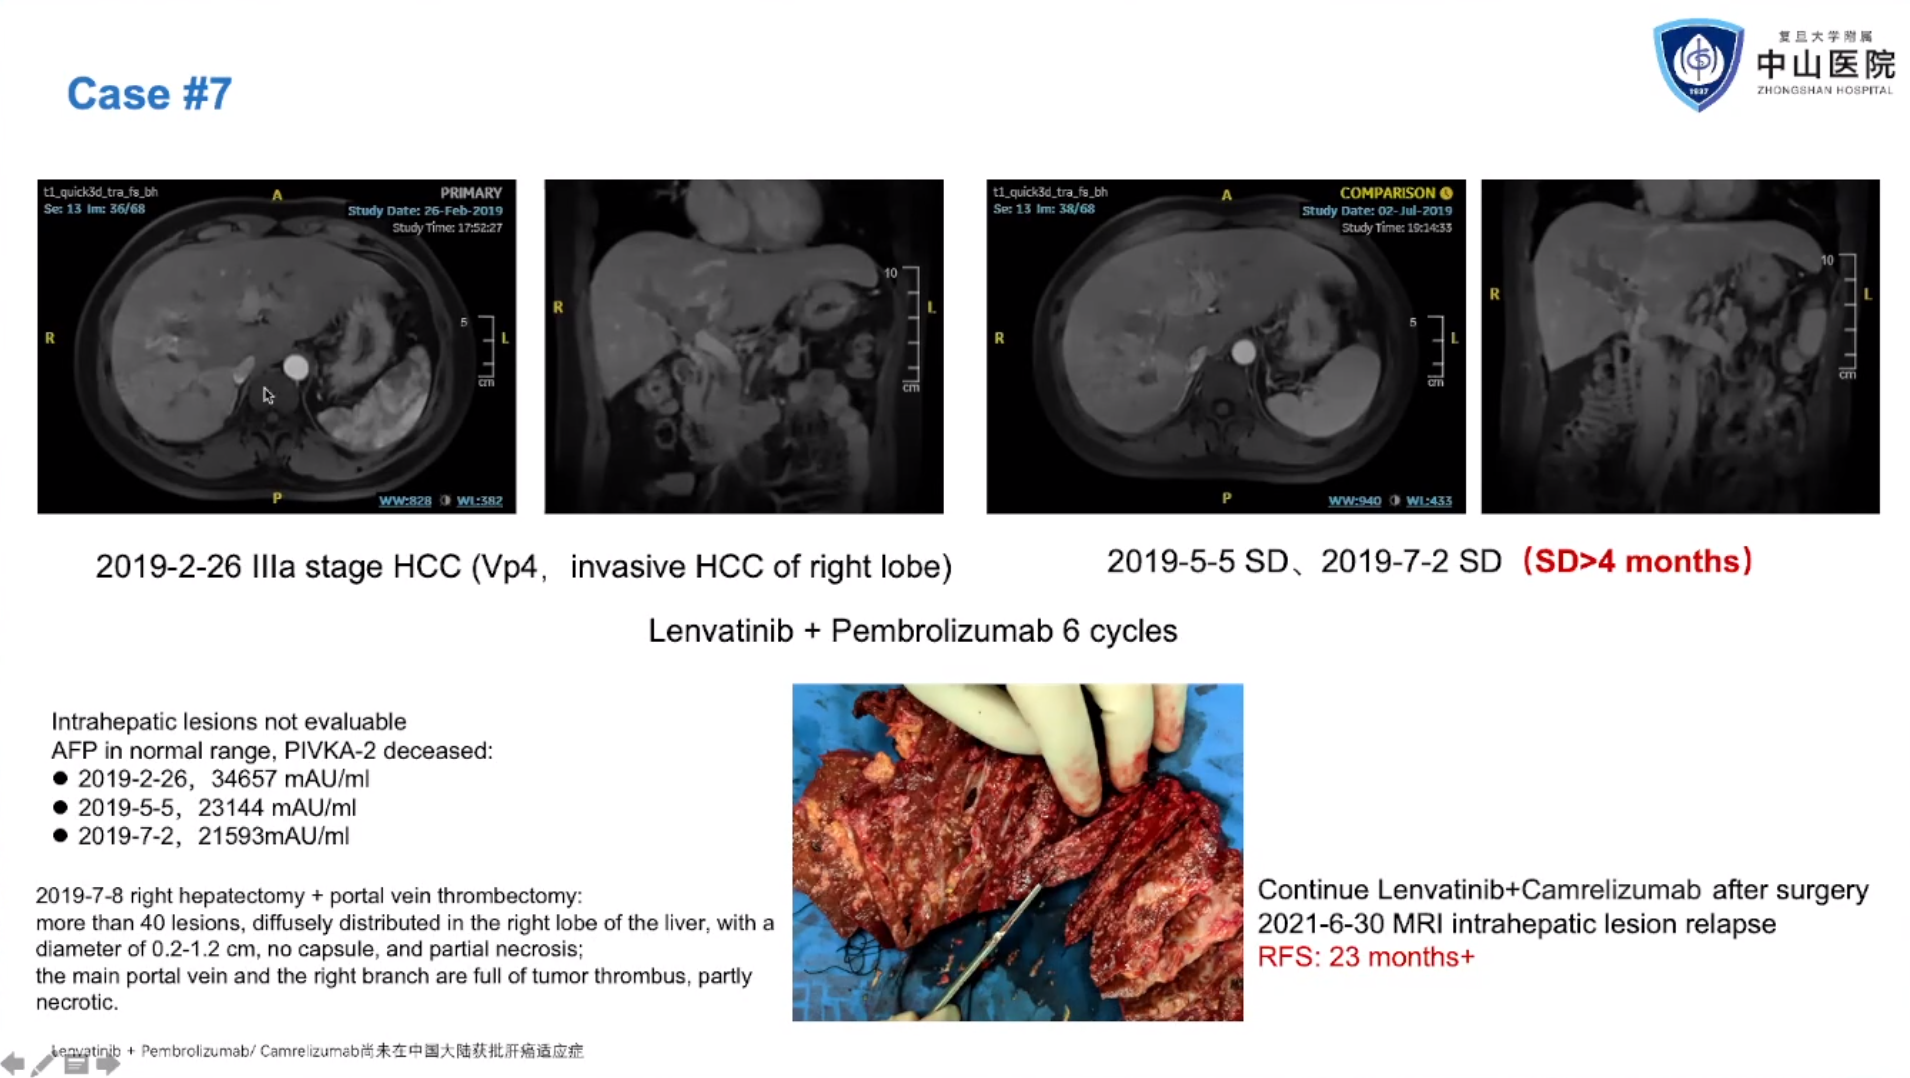 复旦大学附属
中山医院
ZHONGSHAN HOSPITAL
1937
Case #7
t1_quick3d_tra_fs_bh
Se: 13 Im: 36/68
A
PRIMARY
Study Date: 26-Feb-2019
Study Time: 17:52:27
R
5
L
cm
P
WW:828 WL:382
R
10
L
cm
t1_quick3d_tra_fs_bh
Se: 13 Im: 38/68
A
COMPARISON
Study Date: 02-Jul-2019
Study Time: 19:14:33
R
5
L
cm
P
WW:940 WL:433
R
10
L
cm
2019-2-26 IIIa stage HCC (Vp4，invasive HCC of right lobe)
2019-5-5 SD、2019-7-2 SD（SD>4 months）
Lenvatinib + Pembrolizumab 6 cycles
Intrahepatic lesions not evaluable
AFP in normal range, PIVKA-2 deceased:
● 2019-2-26，34657 mAU/ml
● 2019-5-5，23144 mAU/ml
● 2019-7-2，21593mAU/ml
2019-7-8 right hepatectomy + portal vein thrombectomy:
more than 40 lesions, diffusely distributed in the right lobe of the liver, with a
diameter of 0.2-1.2 cm, no capsule, and partial necrosis;
the main portal vein and the right branch are full of tumor thrombus, partly
necrotic.
Continue Lenvatinib+Camrelizumab after surgery
2021-6-30 MRI intrahepatic lesion relapse
RFS: 23 months+
Lenvatinib + Pembrolizumab/ Camrelizumab尚未在中国大陆获批肝癌适应症